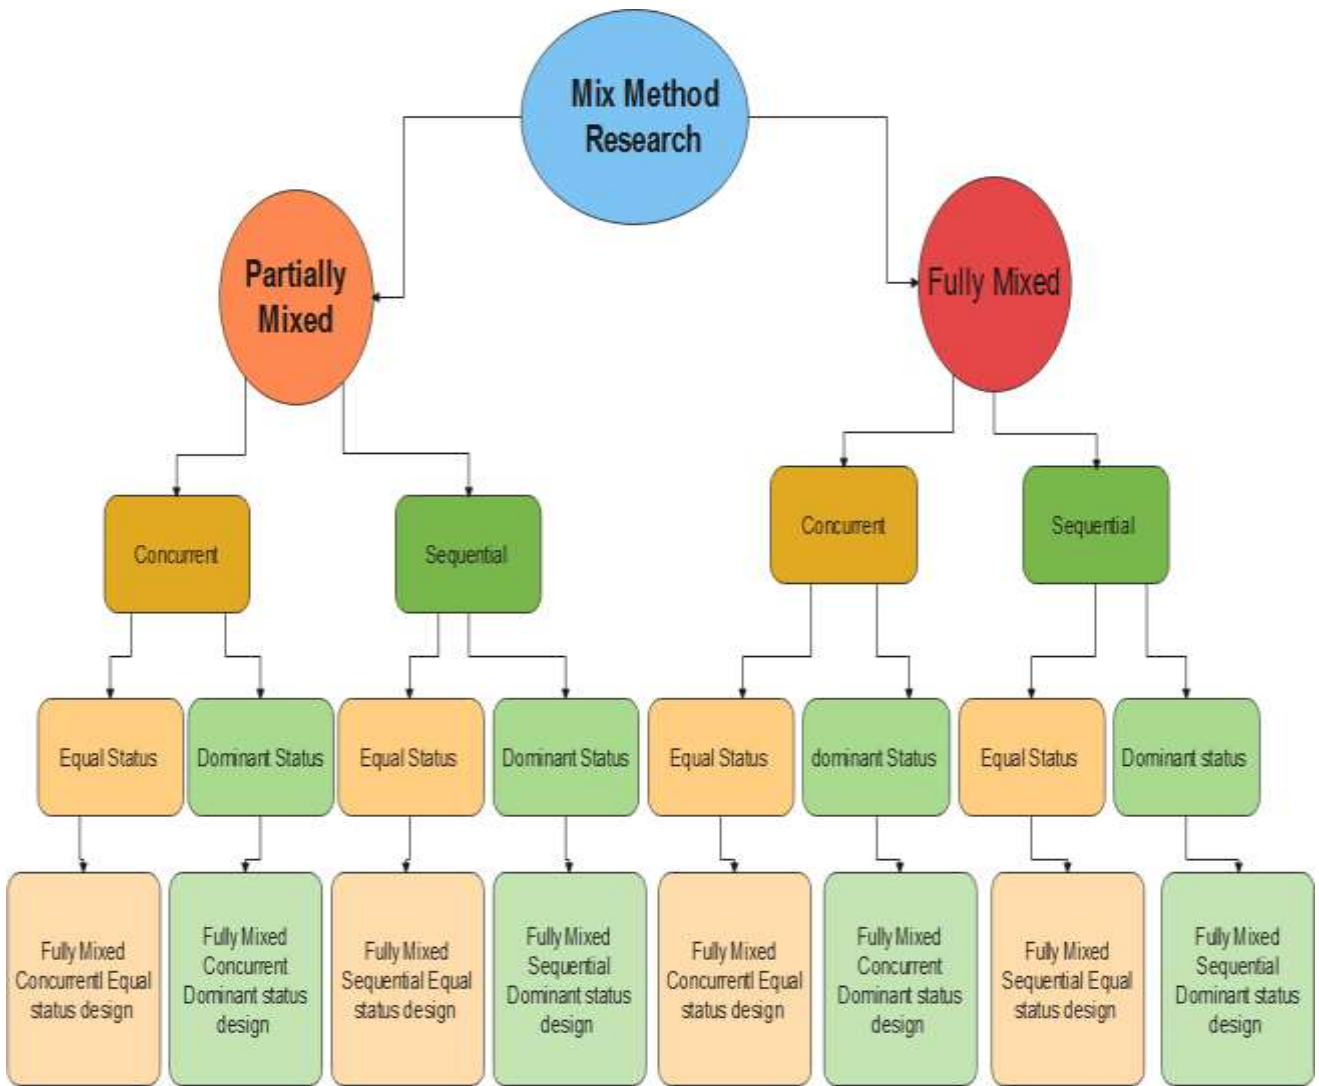 Mix Method
Research
Partially
Mixed
Fully Mixed
Concurrent
Sequential
Concurrent
Sequential
Equal Status
Dominant Status
Equal Status
Dominant Status
Equal Status
dominant Status
Equal Status
Dominant status
Fully Mixed
Concurrentl Equal
status design
Fully Mixed
Concurrent
Dominant status
design
Fully Mixed
Sequential Equal
status design
Fully Mixed
Sequential
Dominant status
design
Fully Mixed
Concurrentl Equal
status design
Fully Mixed
Concurrent
Dominant status
design
Fully Mixed
Sequential Equal
status design
Fully Mixed
Sequential
Dominant status
design